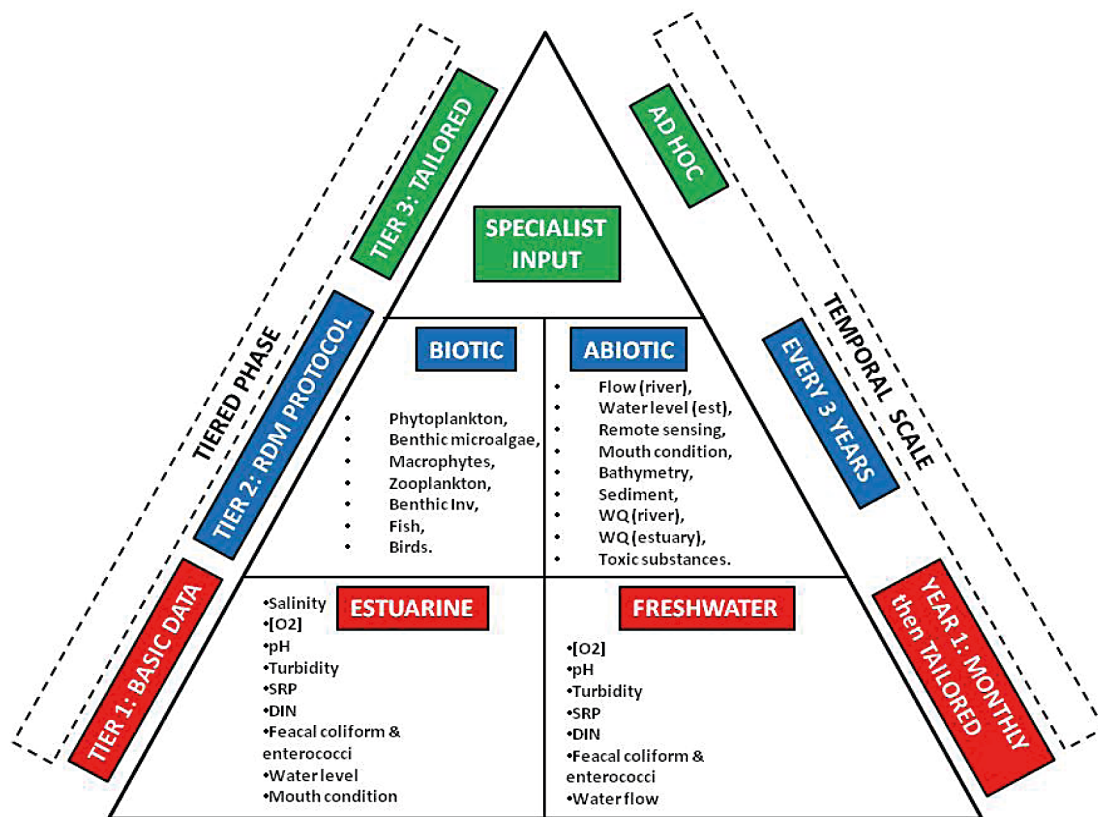 TIERED PHASE
TIER 3: TAILORED
TIER 2: RDM PROTOCOL
TIER 1: BASIC DATA
SPECIALIST
INPUT
BIOTIC
• Phytoplankton,
• Benthic microalgae,
• Macrophytes,
• Zooplankton,
• Benthic Inv,
• Fish,
• Birds.
ABIOTIC
• Flow (river),
• Water level (est),
• Remote sensing,
• Mouth condition,
• Bathymetry,
• Sediment,
• WQ (river),
• WQ (estuary),
• Toxic substances.
ESTUARINE
•Salinity
•[O2]
•pH
•Turbidity
•SRP
•DIN
•Feacal coliform &
enterococci
•Water level
•Mouth condition
FRESHWATER
•[O2]
•pH
•Turbidity
•SRP
•DIN
•Feacal coliform &
enterococci
•Water flow
TEMPORAL SCALE
AD HOC
EVERY 3 YEARS
YEAR 1: MONTHLY
then TAILORED